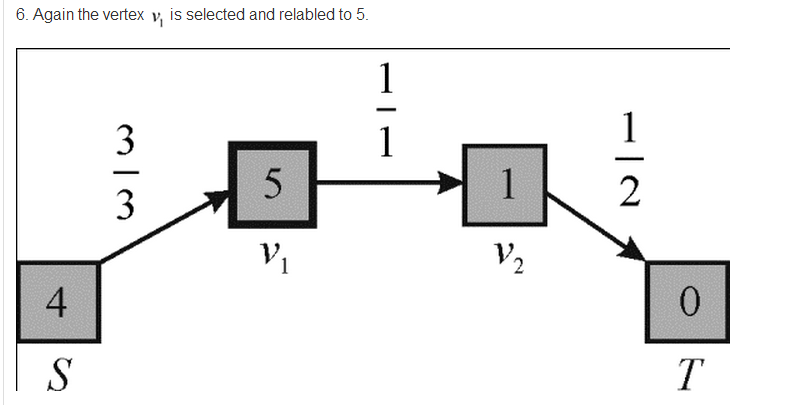 6. Again the vertex v₁ is selected and relabled to 5.
1
1
3
3
1
2
5
1
v₁
v₂
4
0
S
T